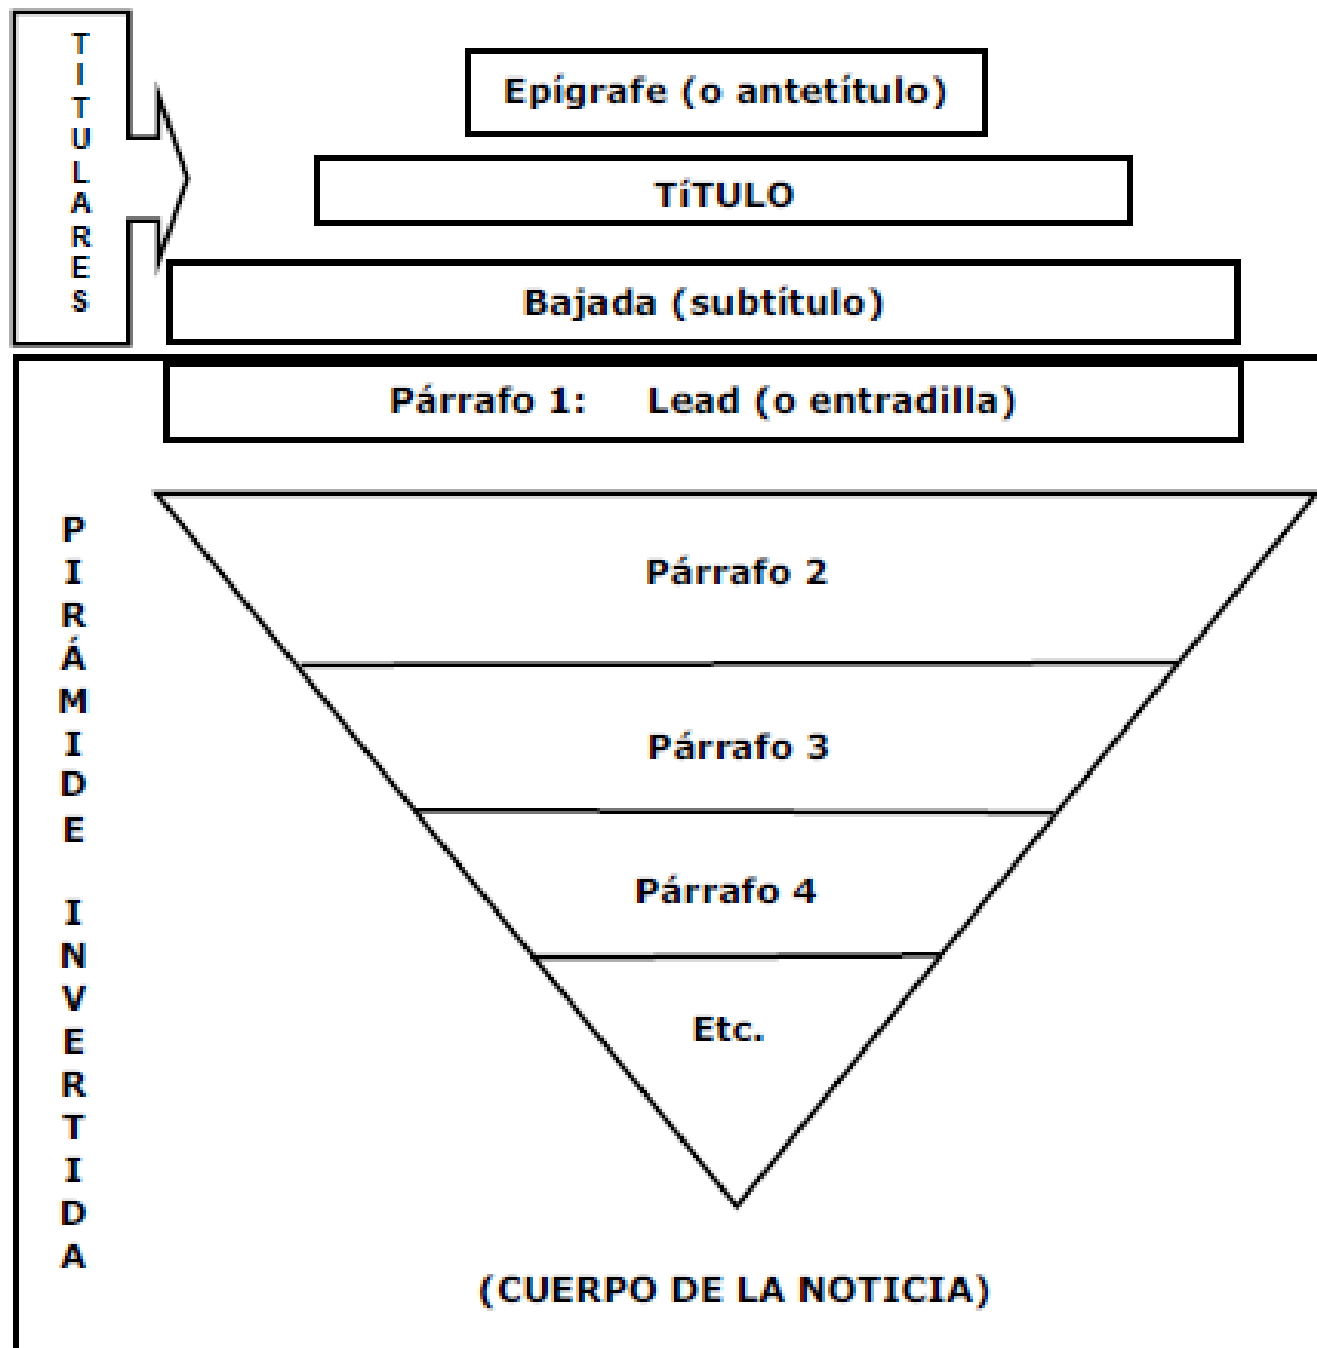 TITULARES
Epígrafe (o antetítulo)
TíTULO
Bajada (subtítulo)
Párrafo 1: Lead (o entradilla)
PIRÁMIDE INVERTIDA
Párrafo 2
Párrafo 3
Párrafo 4
Etc.
(CUERPO DE LA NOTICIA)